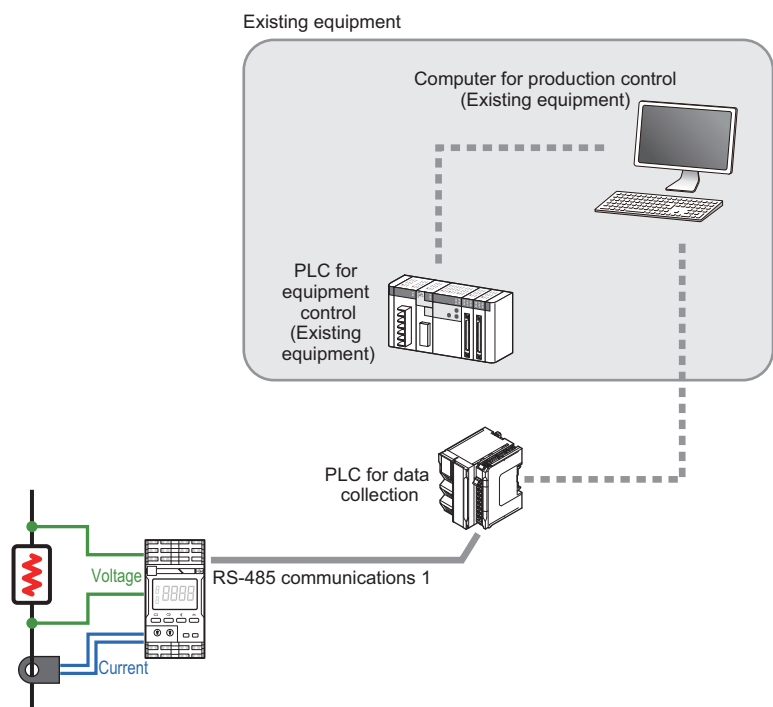 Existing equipment
Computer for production control
(Existing equipment)
PLC for
equipment
control
(Existing
equipment)
PLC for data
collection
Voltage
RS-485 communications 1
Current